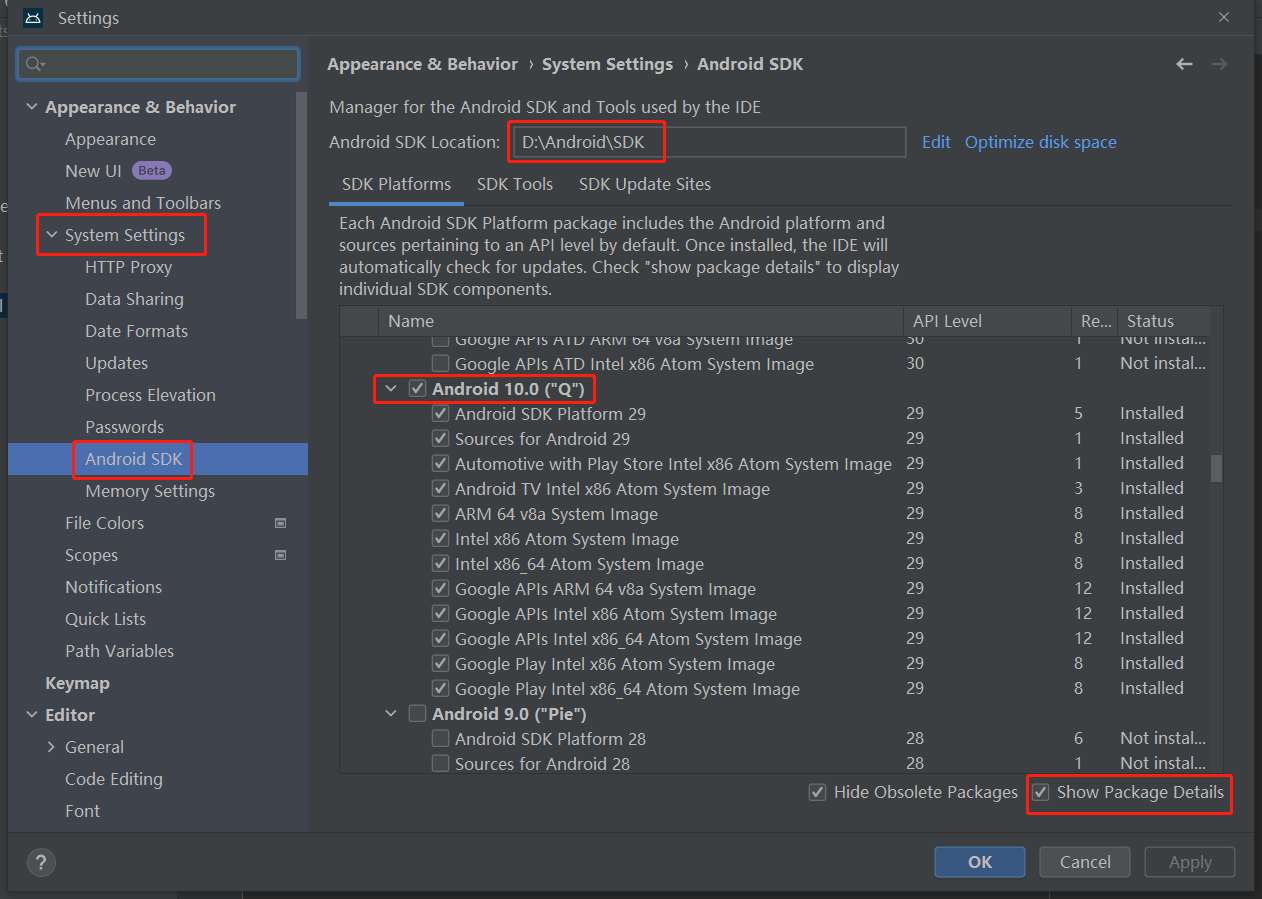 Settings
Appearance & Behavior
Appearance
New UI Beta
Menus and Toolbars
System Settings
HTTP Proxy
Data Sharing
Date Formats
Updates
Process Elevation
Passwords
Android SDK
Memory Settings
File Colors
Scopes
Notifications
Quick Lists
Path Variables
Keymap
Editor
General
Code Editing
Font
Appearance & Behavior › System Settings › Android SDK
Manager for the Android SDK and Tools used by the IDE
Android SDK Location: D:\Android\SDK Edit Optimize disk space
SDK Platforms SDK Tools SDK Update Sites
Each Android SDK Platform package includes the Android platform and
sources pertaining to an API level by default. Once installed, the IDE will
automatically check for updates. Check "show package details" to display
individual SDK components.
Name API Level Re... Status
Google APIs ATD ARM 64 v8a System Image 30 1 Not instal...
Google APIs ATD Intel x86 Atom System Image 30 1 Not instal...
Android 10.0 ("Q")
Android SDK Platform 29 29 5 Installed
Sources for Android 29 29 1 Installed
Automotive with Play Store Intel x86 Atom System Image 29 1 Installed
Android TV Intel x86 Atom System Image 29 3 Installed
ARM 64 v8a System Image 29 8 Installed
Intel x86 Atom System Image 29 8 Installed
Intel x86_64 Atom System Image 29 8 Installed
Google APIs ARM 64 v8a System Image 29 12 Installed
Google APIs Intel x86 Atom System Image 29 12 Installed
Google APIs Intel x86_64 Atom System Image 29 12 Installed
Google Play Intel x86 Atom System Image 29 8 Installed
Google Play Intel x86_64 Atom System Image 29 8 Installed
Android 9.0 ("Pie")
Android SDK Platform 28 28 6 Not instal...
Sources for Android 28 28 1 Not instal...
Hide Obsolete Packages Show Package Details
? OK Cancel Apply